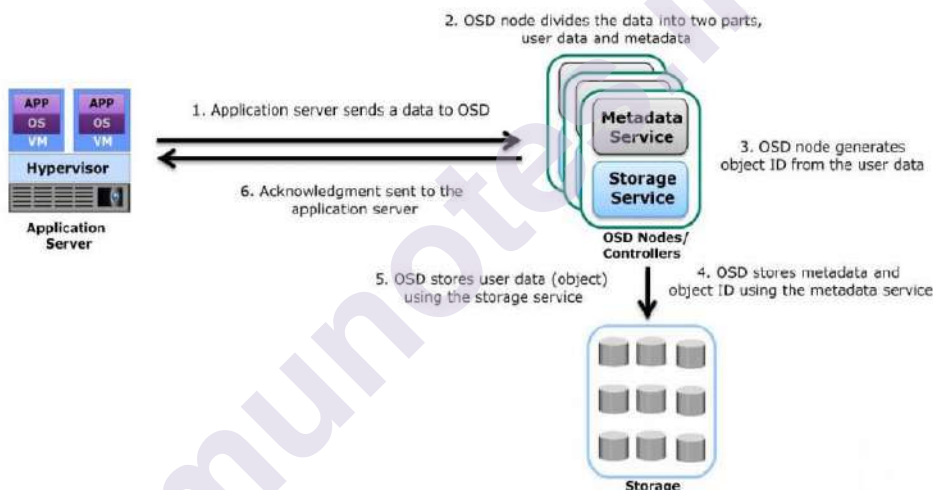 2. OSD node divides the data into two parts,
user data and metadata
APP APP
OS OS
VM VM
Hypervisor
Application
Server
1. Application server sends a data to OSD
6. Acknowledgment sent to the
application server
Metadata
Service
Storage
Service
OSD Nodes/
Controllers
3. OSD node generates
object ID from the user data
5. OSD stores user data (object)
using the storage service
4. OSD stores metadata and
object ID using the metadata service
Storage
munotes.in